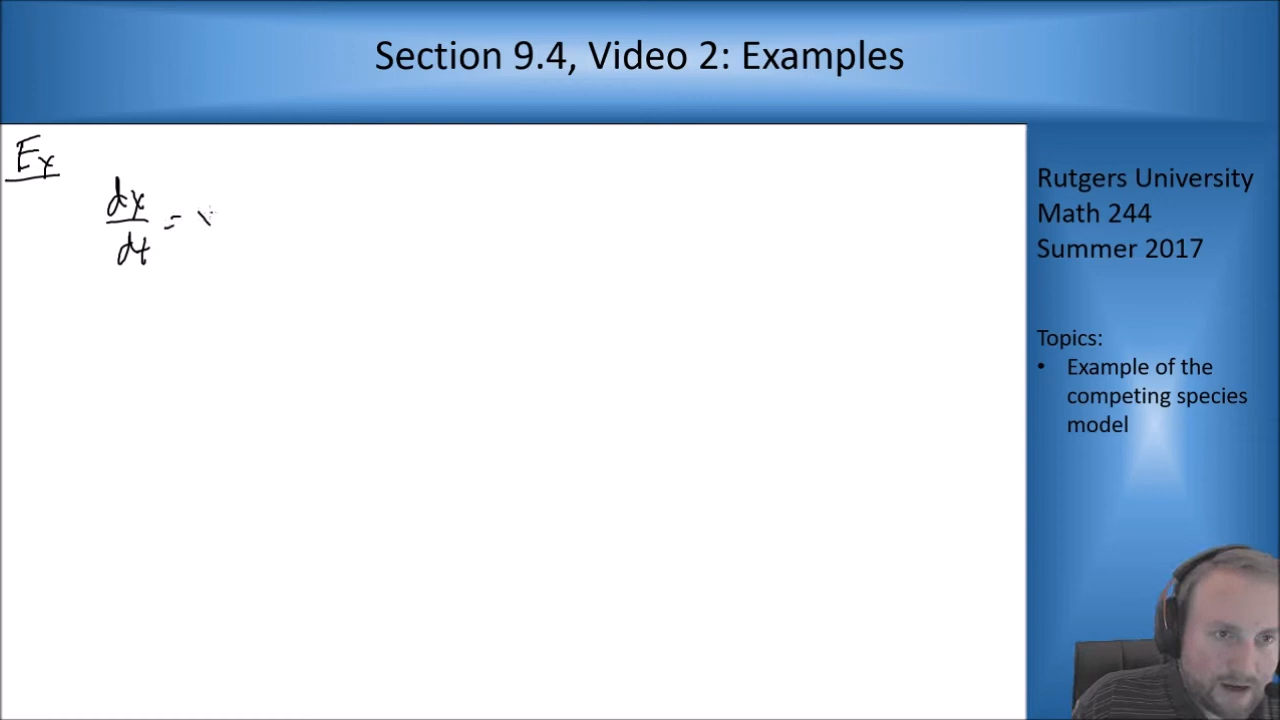 Section 9.4, Video 2: Examples
Ex
dx/dt =
Rutgers University
Math 244
Summer 2017
Topics:
• Example of the
competing species
model